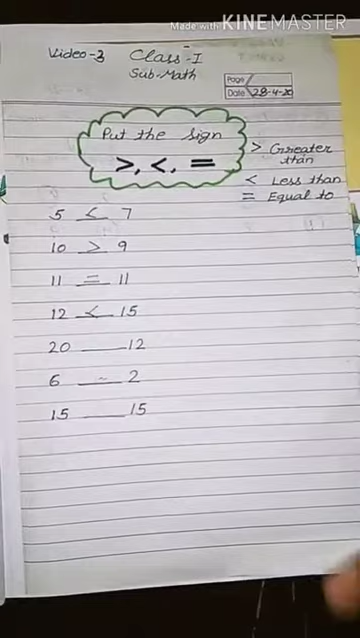 Made with KINEMASTER
Video-3 Class-I
Sub-Math
Page
Date 28-4-20
Put the sign
>, <, =
> Greater than
< Less than
= Equal to
5 < 7
10 > 9
11 = 11
12 < 15
20 ___ 12
6 ___ 2
15 ___ 15